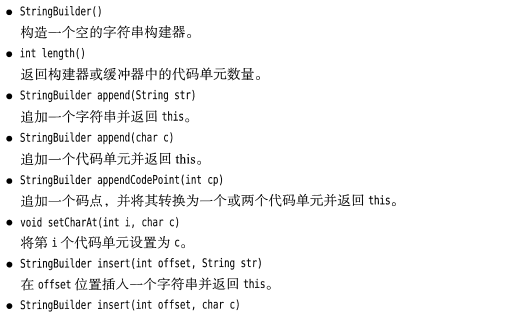 ● StringBuilder()
构造一个空的字符串构建器。
● int length()
返回构建器或缓冲器中的代码单元数量。
● StringBuilder append(String str)
追加一个字符串并返回 this。
● StringBuilder append(char c)
追加一个代码单元并返回 this。
● StringBuilder appendCodePoint(int cp)
追加一个码点，并将其转换为一个或两个代码单元并返回 this。
● void setCharAt(int i, char c)
将第 i 个代码单元设置为 c。
● StringBuilder insert(int offset, String str)
在 offset 位置插入一个字符串并返回 this。
● StringBuilder insert(int offset, char c)